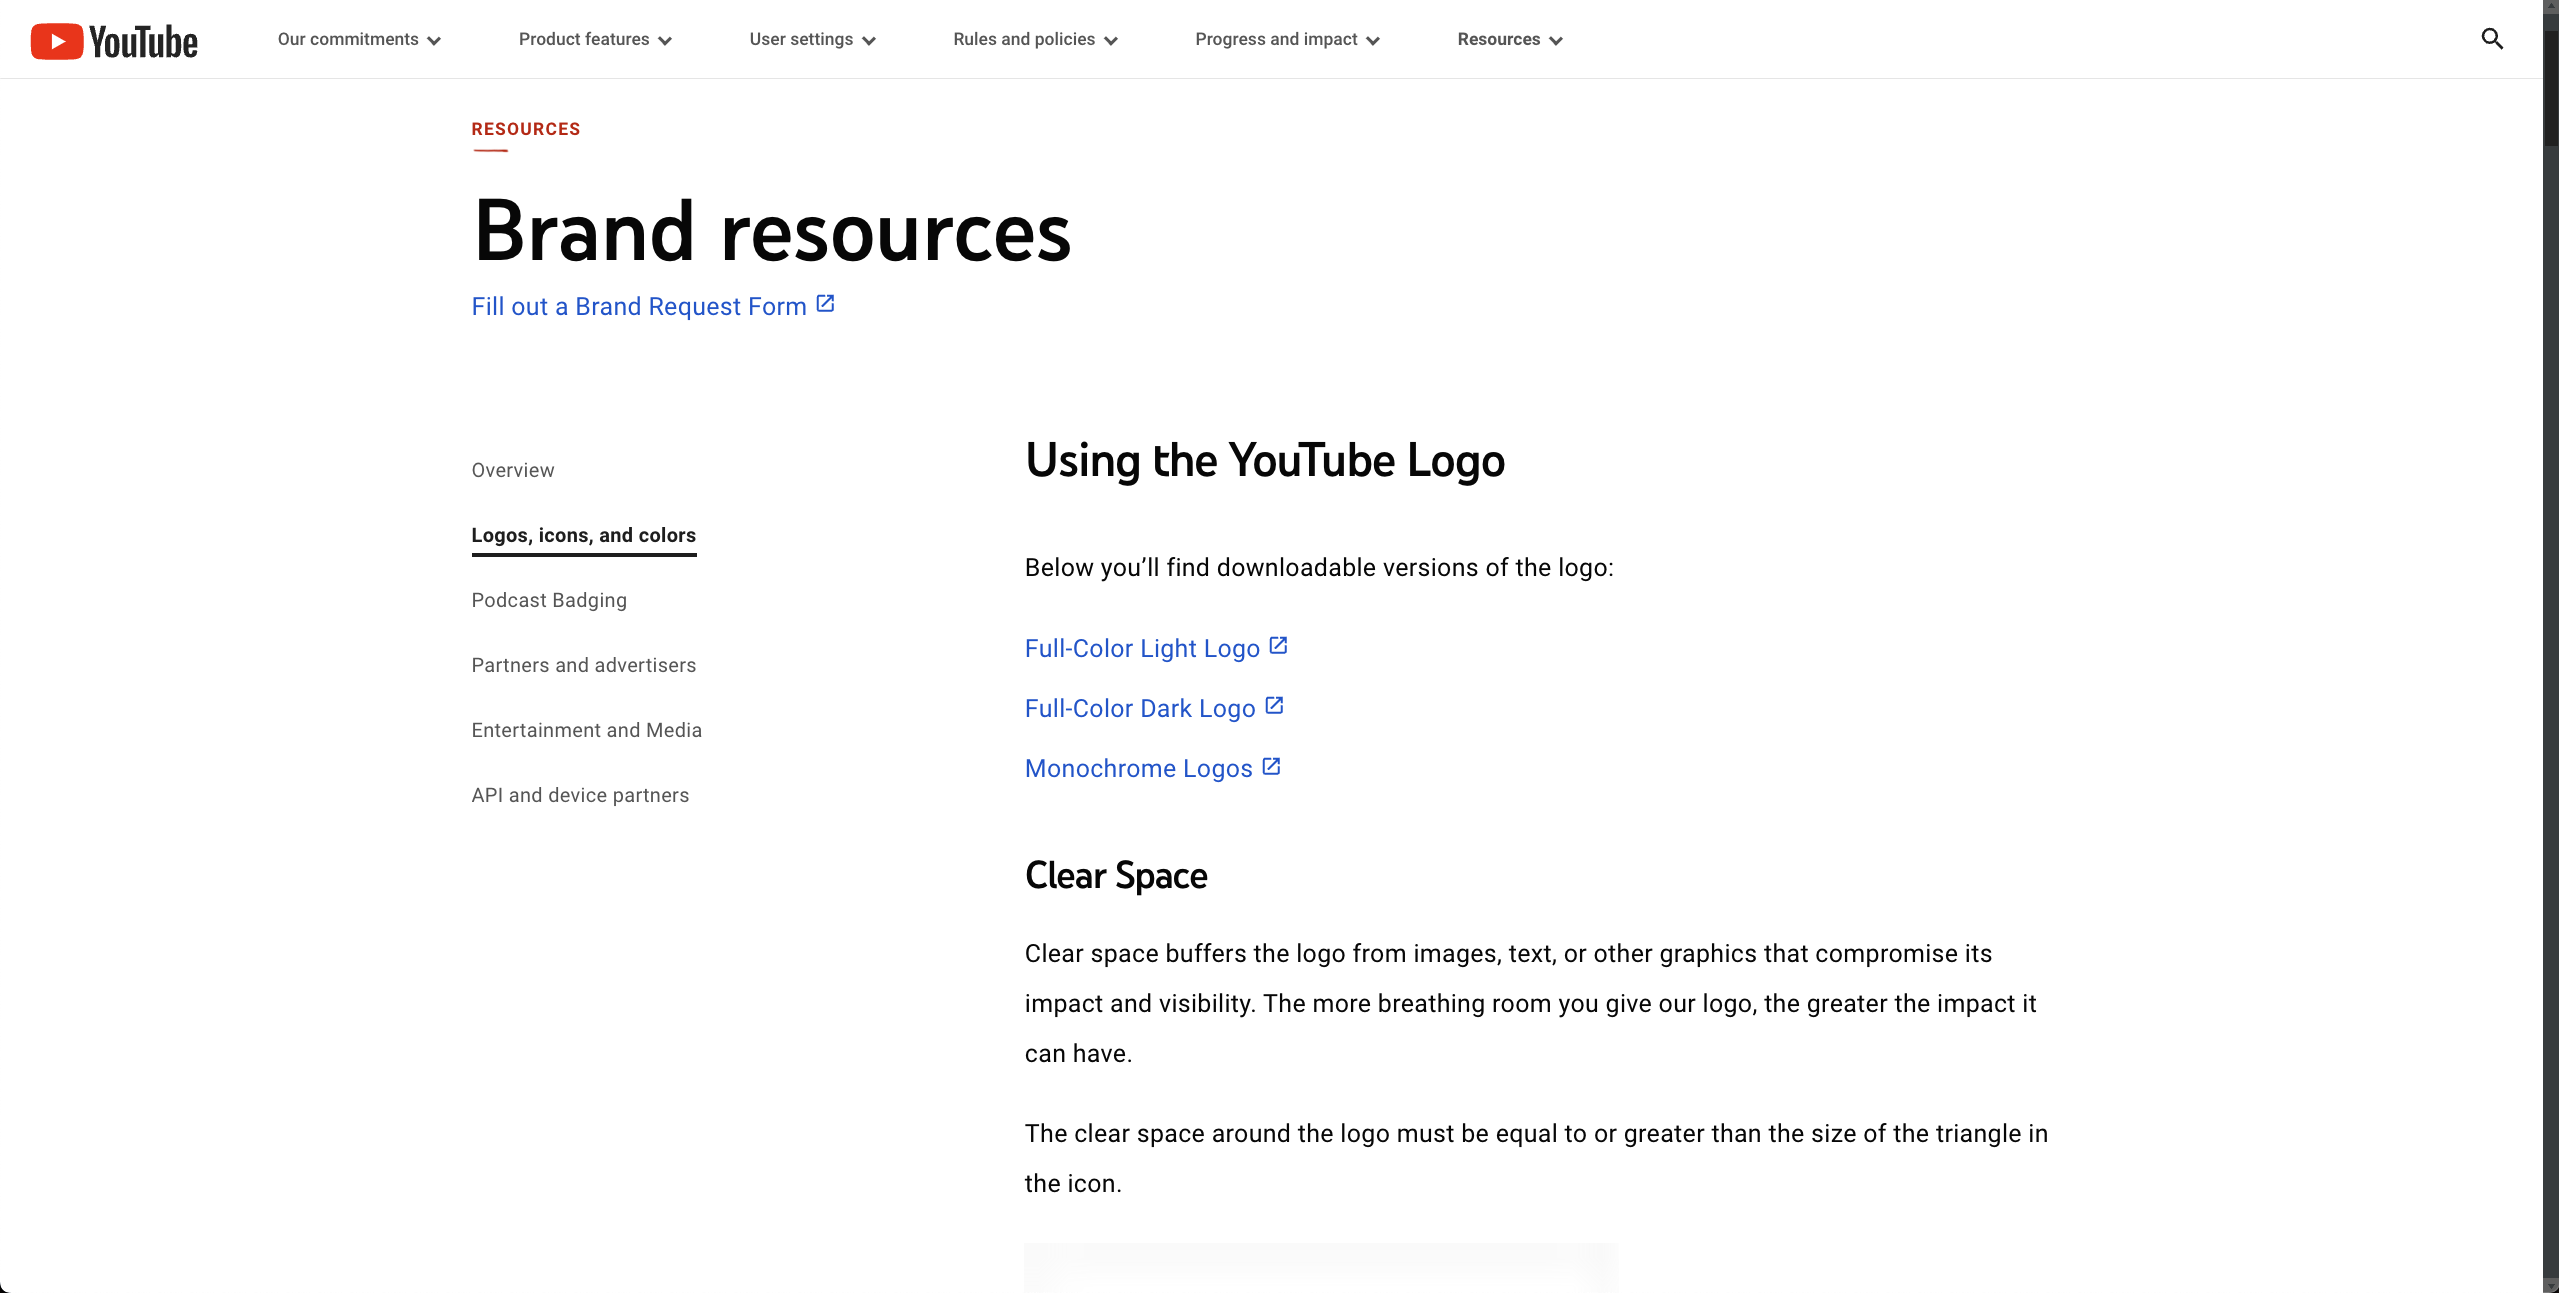 YouTube
Our commitments
Product features
User settings
Rules and policies
Progress and impact
Resources
RESOURCES
Brand resources
Fill out a Brand Request Form
Overview
Logos, icons, and colors
Podcast Badging
Partners and advertisers
Entertainment and Media
API and device partners
Using the YouTube Logo
Below you’ll find downloadable versions of the logo:
Full-Color Light Logo
Full-Color Dark Logo
Monochrome Logos
Clear Space
Clear space buffers the logo from images, text, or other graphics that compromise its
impact and visibility. The more breathing room you give our logo, the greater the impact it
can have.
The clear space around the logo must be equal to or greater than the size of the triangle in
the icon.